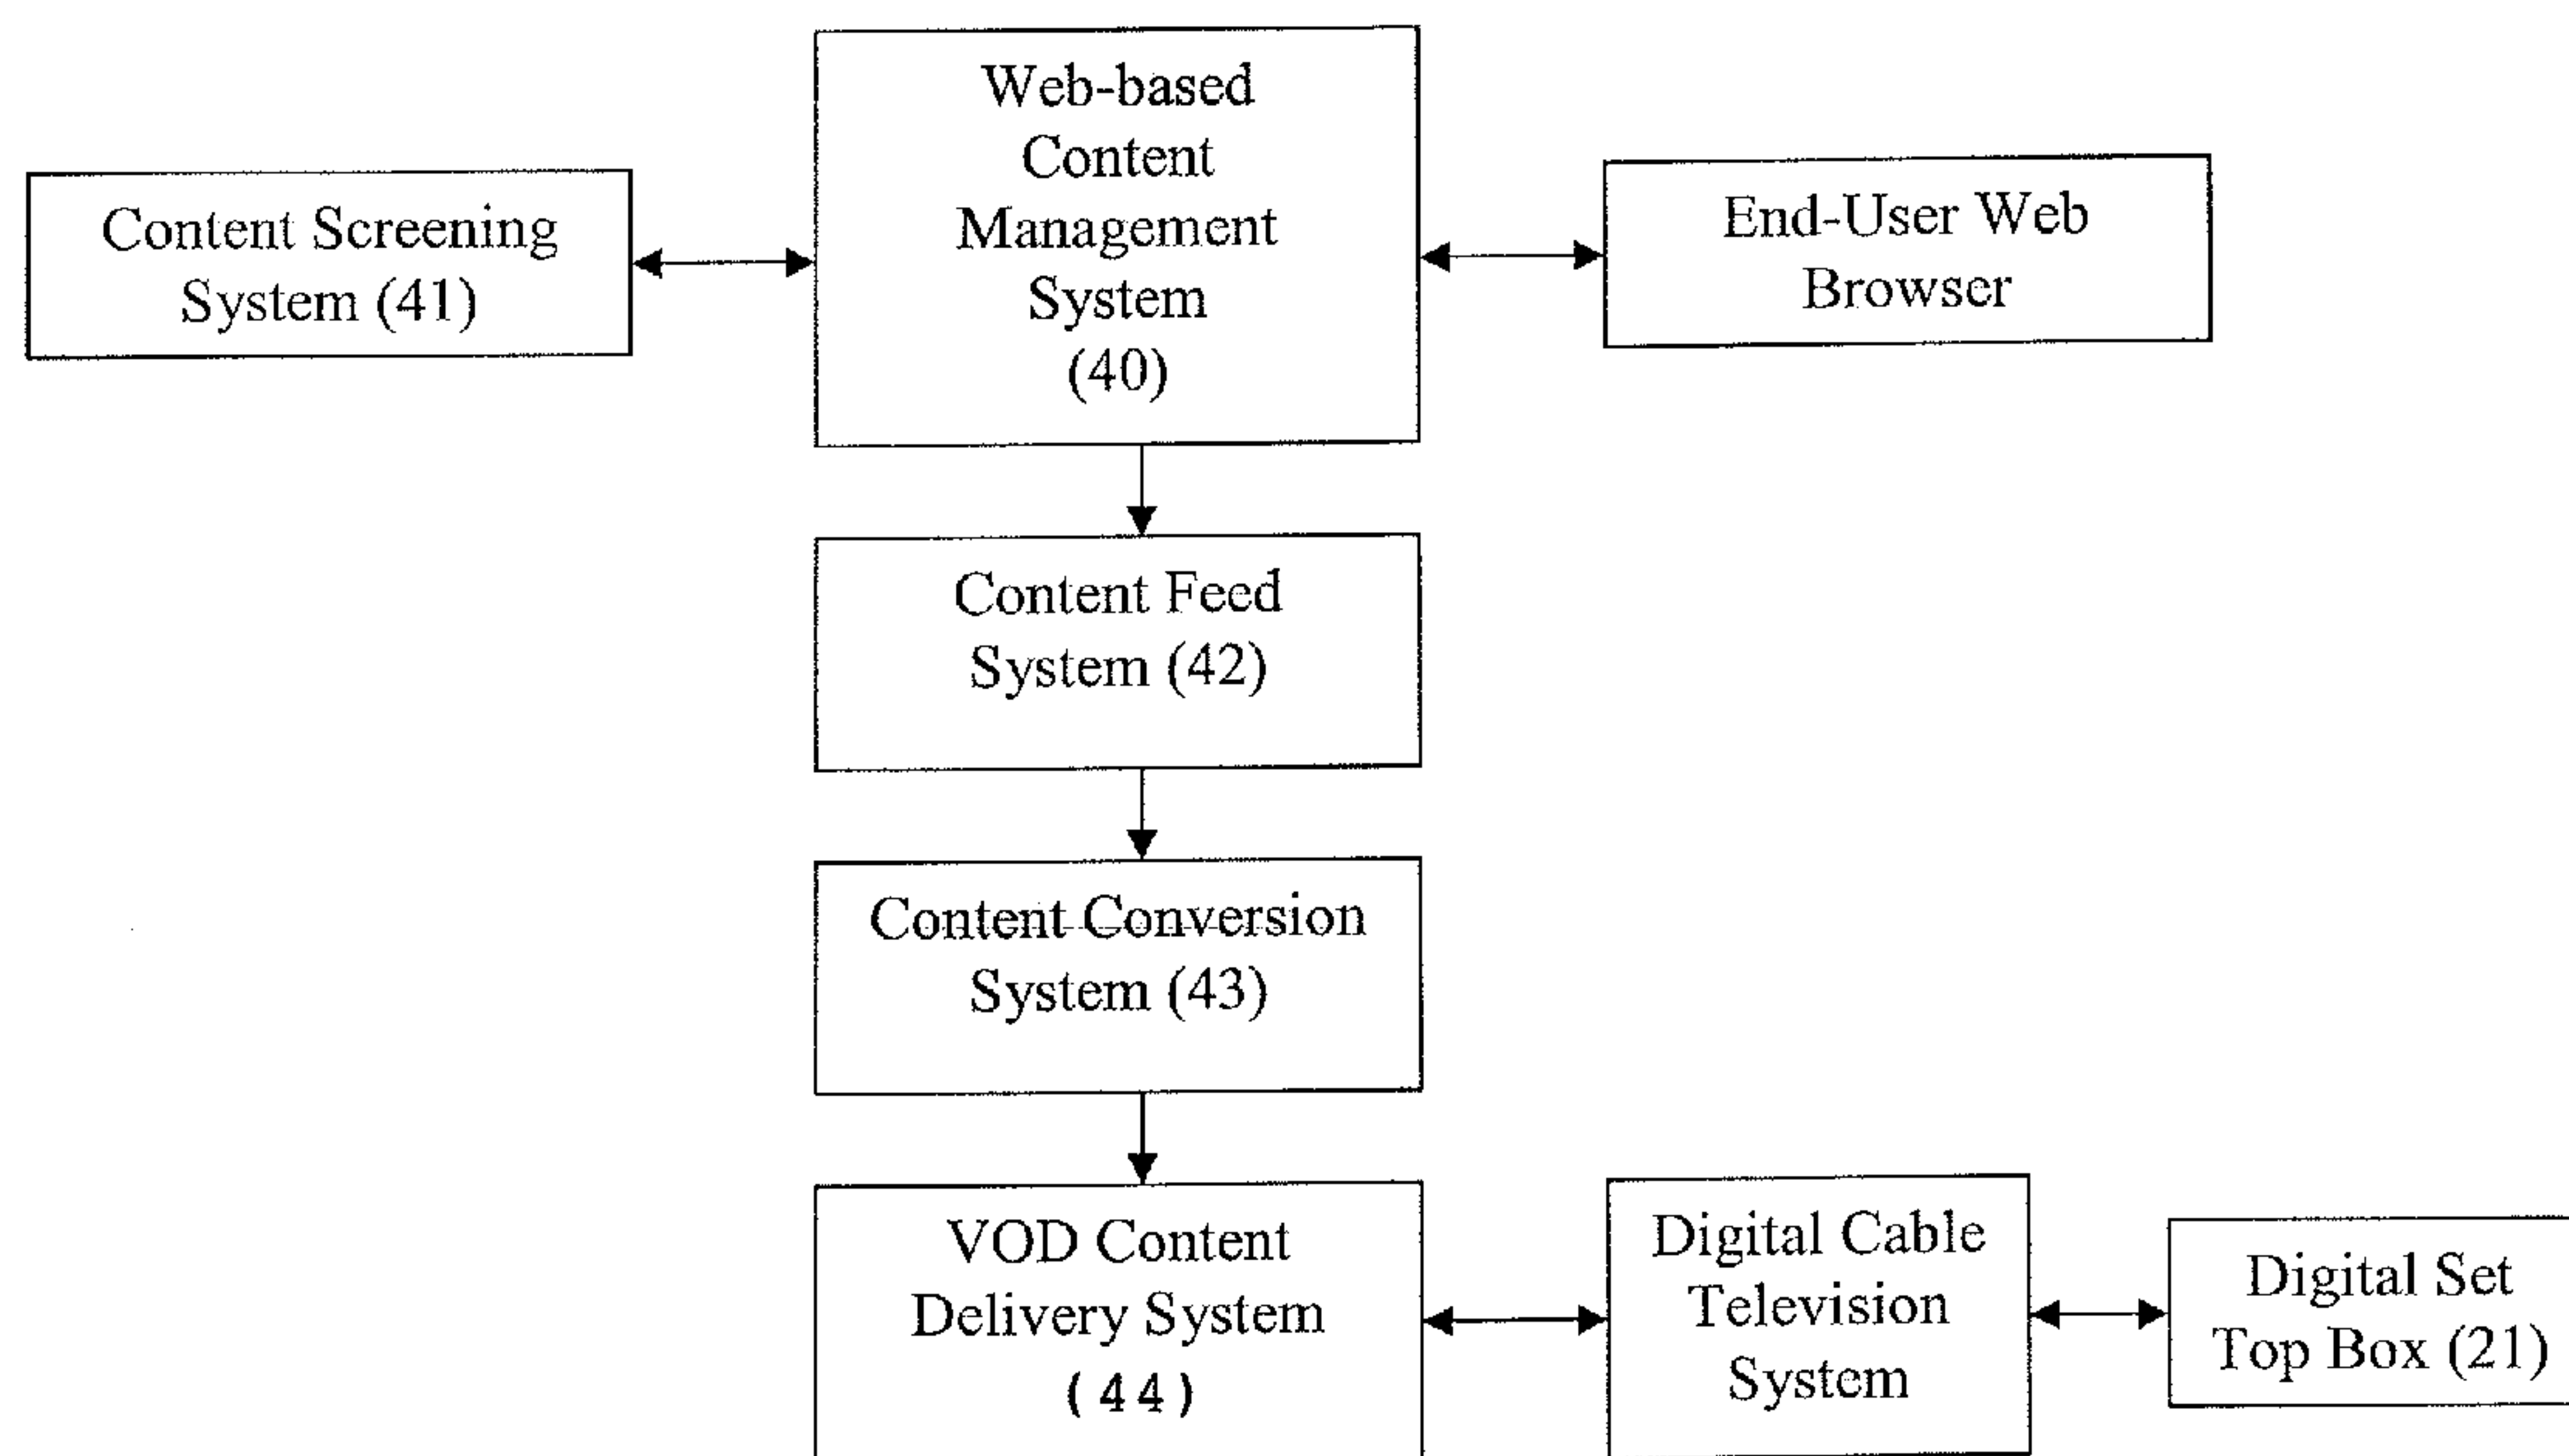 Web-based
Content
Management
System
(40)
Content Screening
System (41)
End-User Web
Browser
Content Feed
System (42)
Content Conversion
System (43)
VOD Content
Delivery System
(44)
Digital Cable
Television
System
Digital Set
Top Box (21)